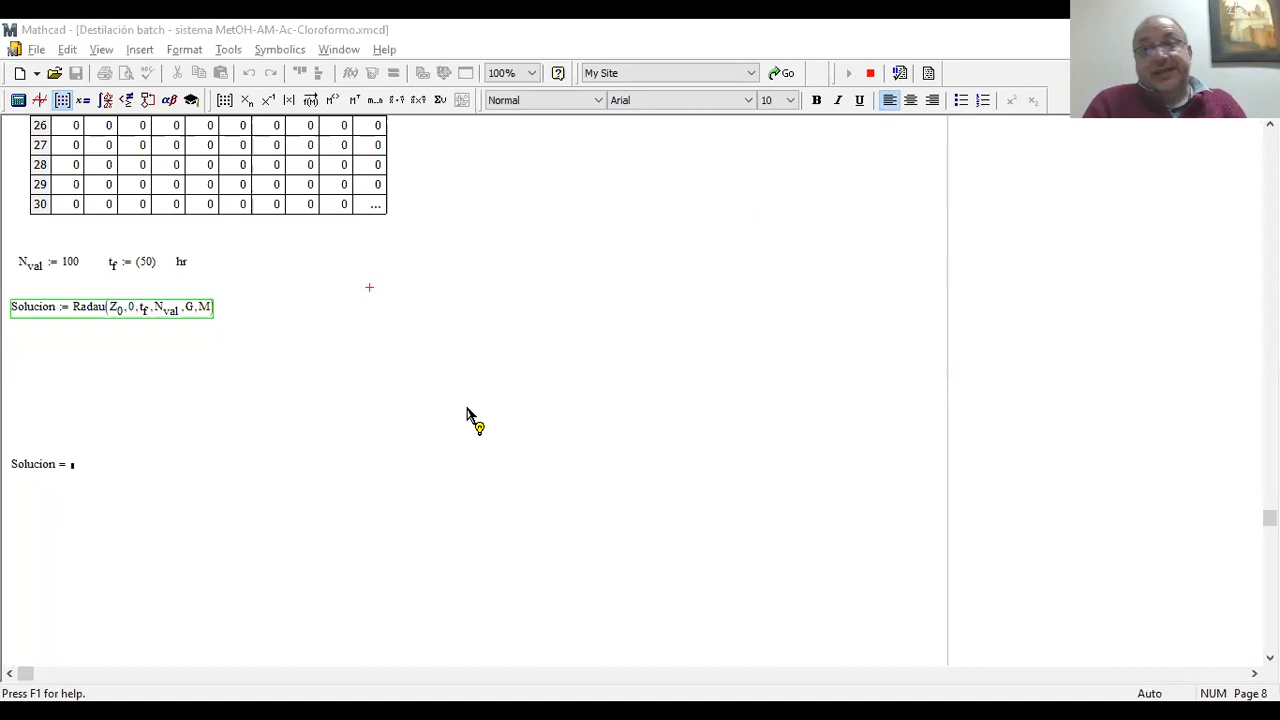 Mathcad - [Destilación batch - sistema MetOH-AM-Ac-Cloroformo.xmcd]
File Edit View Insert Format Tools Symbolics Window Help
100% My Site Go
Normal Arial 10 B I U
26 0 0 0 0 0 0 0 0 0 0
27 0 0 0 0 0 0 0 0 0 0
28 0 0 0 0 0 0 0 0 0 0
29 0 0 0 0 0 0 0 0 0 0
30 0 0 0 0 0 0 0 0 0 ...
Nval := 100 tf := (50) hr
Solucion := Radau(Z0,0,tf,Nval,G,M)
Solucion =
Press F1 for help. Auto NUM Page 8